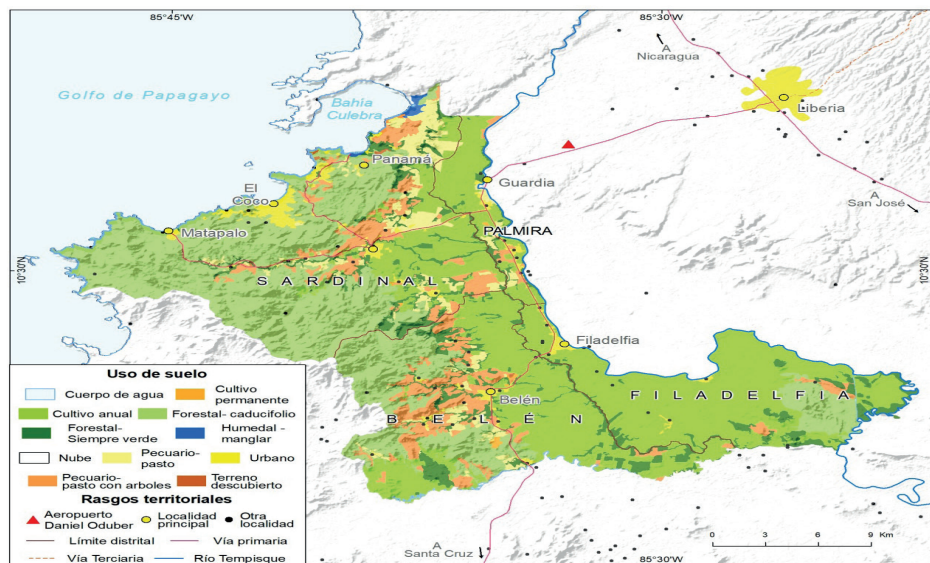 85°45'W
85°30'W
A
Nicaragua
Golfo de Papagayo
Bahía
Culebra
Liberia
Panamá
Guardia
El
Coco
A
San José
Matapalo
PALMIRA
10°30'N
10°30'N
SARDINAL
Filadelfia
Uso de suelo
Cuerpo de agua
Cultivo
permanente
Belén
FILADELFIA
Cultivo anual
Forestal- caducifolio
BELÉN
Forestal-
Siempre verde
Humedal -
manglar
Nube
Pecuario-
pasto
Urbano
Pecuario-
pasto con arboles
Terreno
descubierto
Rasgos territoriales
Aeropuerto
Daniel Oduber
Localidad
principal
Otra
localidad
Límite distrital
Vía primaria
Vía Terciaria
Río Tempisque
A
Santa Cruz
0 3 6 9 Km
85°30'W